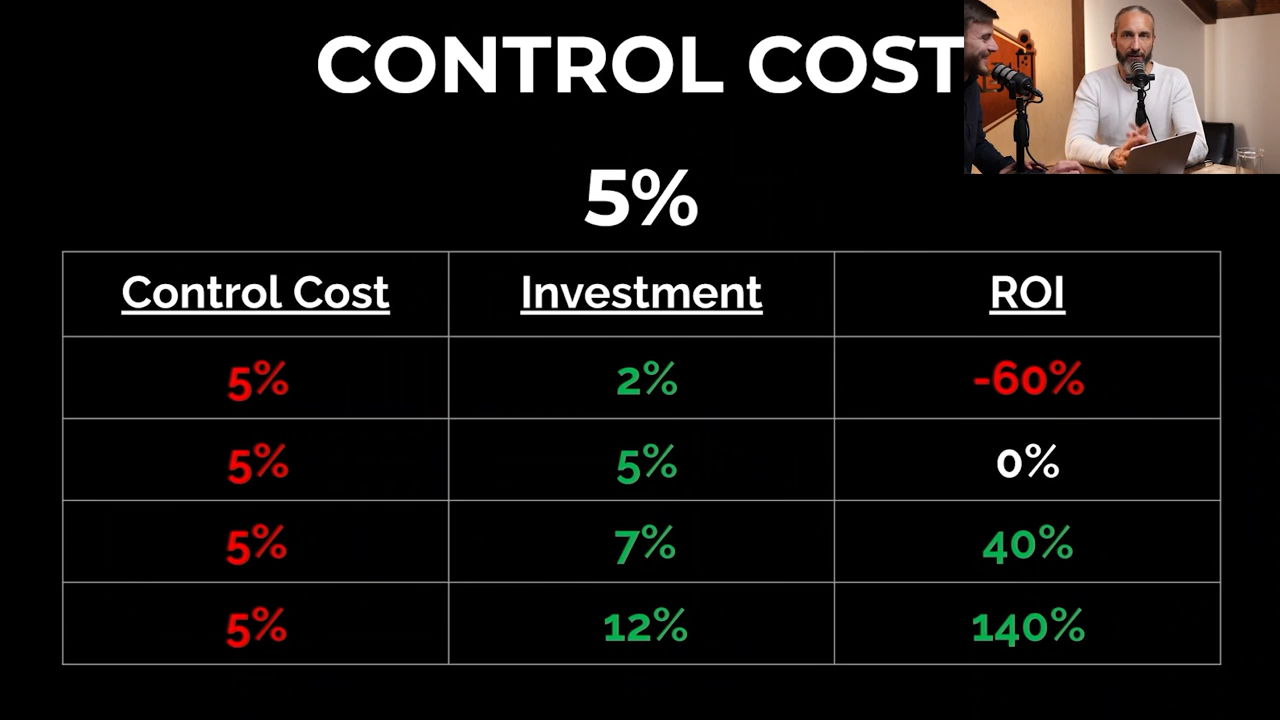 CONTROL COST
5%
Control Cost Investment ROI
5% 2% -60%
5% 5% 0%
5% 7% 40%
5% 12% 140%